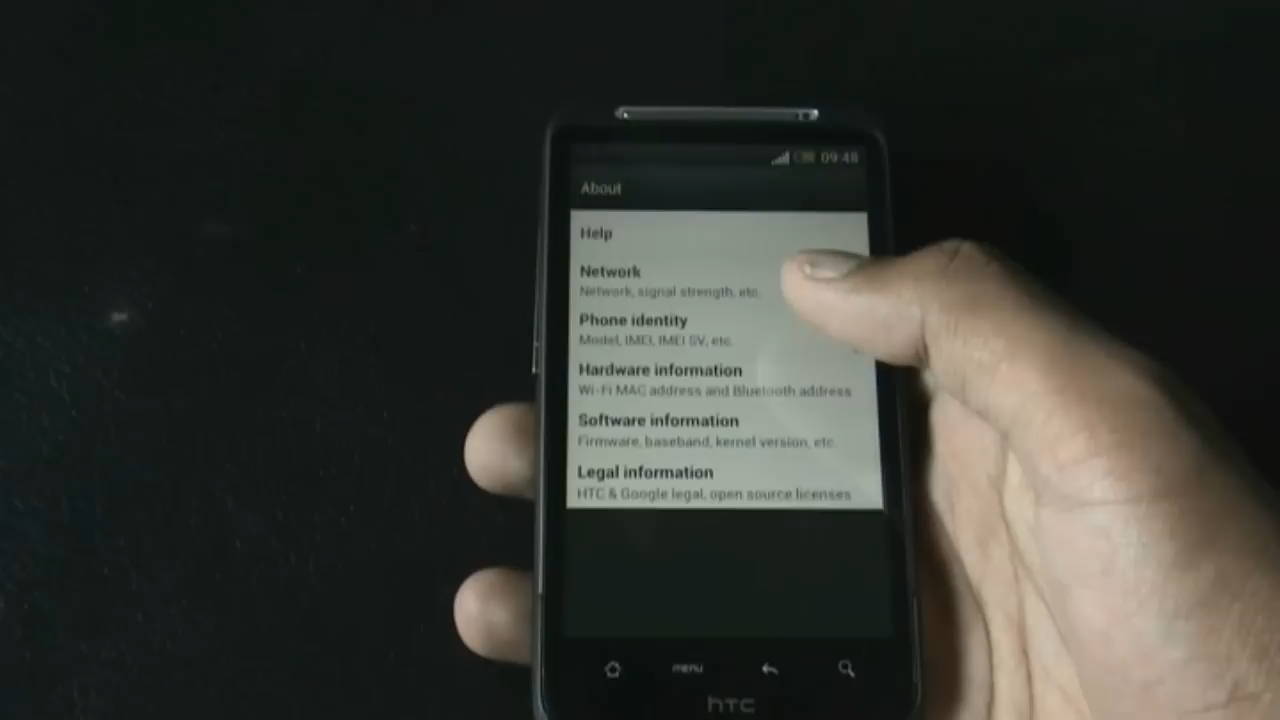 09:48
About
Help
Network
Network, signal strength, etc.
Phone identity
Model, IMEI, IMEI SV, etc.
Hardware information
Wi-Fi MAC address and Bluetooth address
Software information
Firmware, baseband, kernel version, etc.
Legal information
HTC & Google legal, open source licenses
menu
hTC